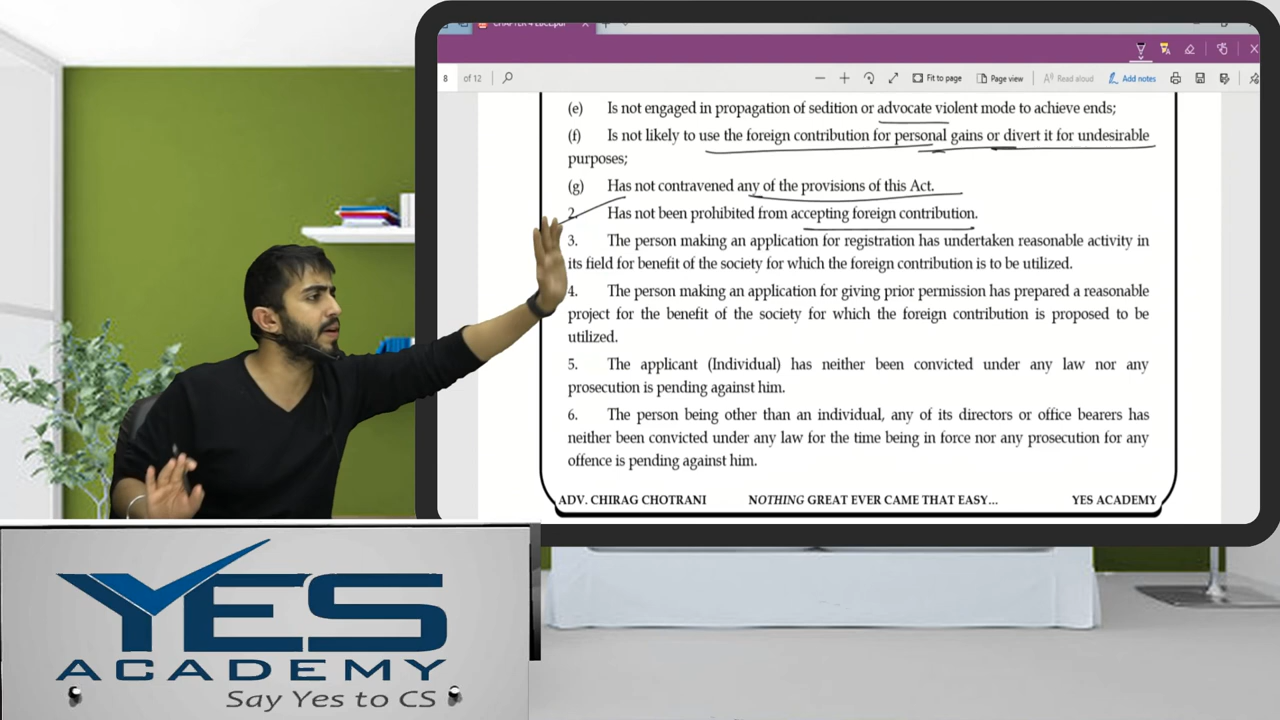 CHAPTER 4 EBCL.pdf
8 of 12
Fit to page
Page view
Read aloud
Add notes
(e) Is not engaged in propagation of sedition or advocate violent mode to achieve ends;
(f) Is not likely to use the foreign contribution for personal gains or divert it for undesirable
purposes;
(g) Has not contravened any of the provisions of this Act.
2. Has not been prohibited from accepting foreign contribution.
3. The person making an application for registration has undertaken reasonable activity in
its field for benefit of the society for which the foreign contribution is to be utilized.
4. The person making an application for giving prior permission has prepared a reasonable
project for the benefit of the society for which the foreign contribution is proposed to be
utilized.
5. The applicant (Individual) has neither been convicted under any law nor any
prosecution is pending against him.
6. The person being other than an individual, any of its directors or office bearers has
neither been convicted under any law for the time being in force nor any prosecution for any
offence is pending against him.
ADV. CHIRAG CHOTRANI NOTHING GREAT EVER CAME THAT EASY... YES ACADEMY
YES
ACADEMY
Say Yes to CS